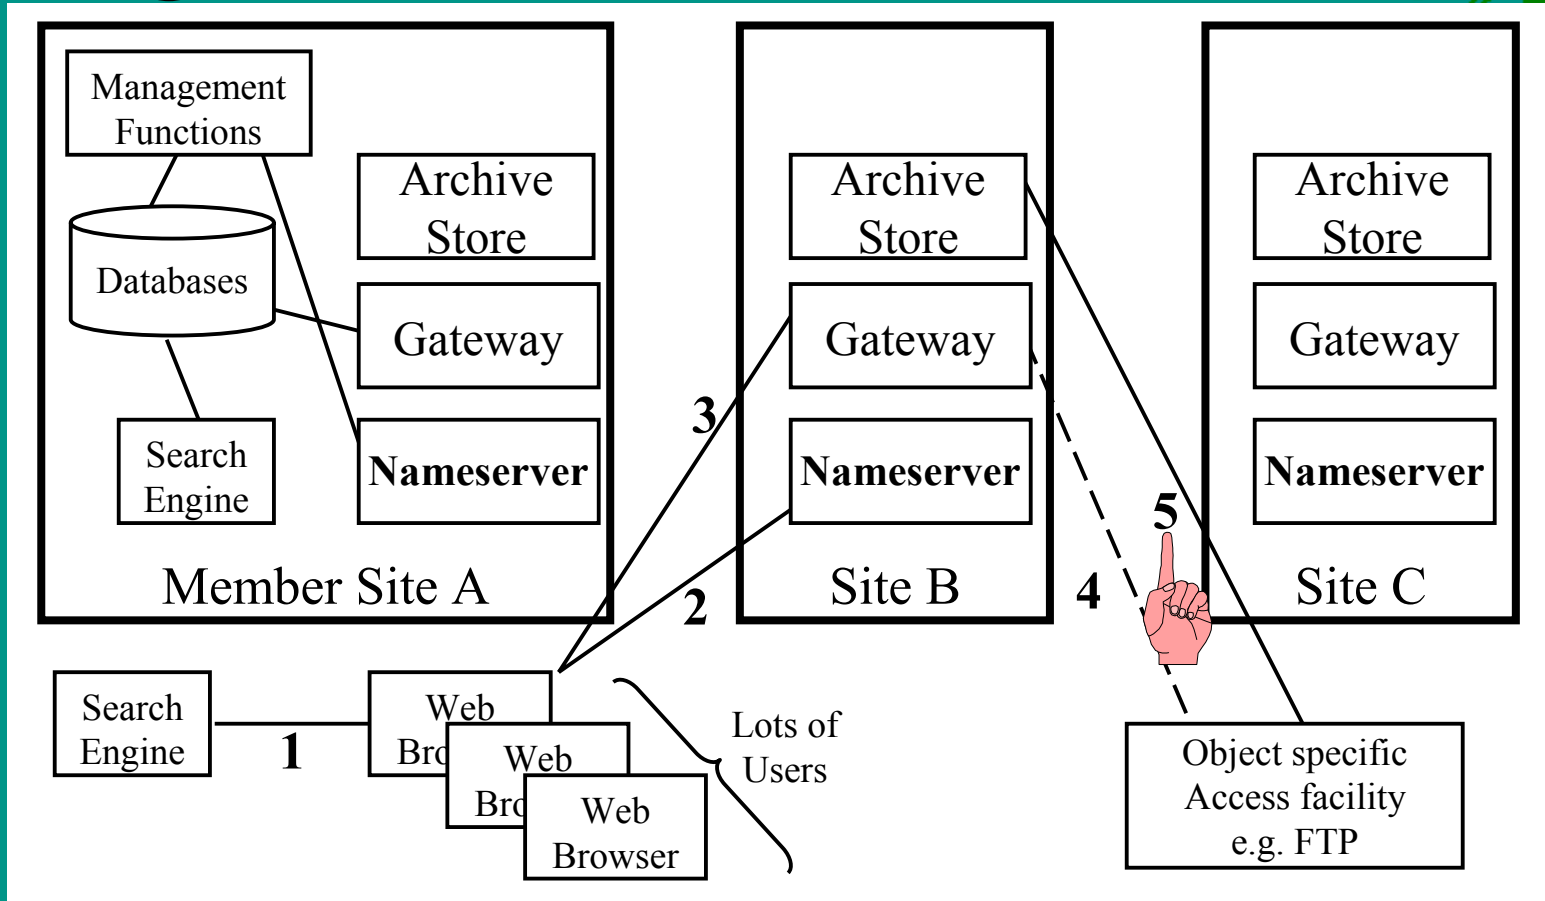 Management
Functions
Databases
Search
Engine
Archive
Store
Gateway
Nameserver
Member Site A
Archive
Store
Gateway
Nameserver
Site B
Archive
Store
Gateway
Nameserver
Site C
3
2
5
4
Search
Engine
1
Web
Bro
Web
Bro
Web
Browser
Lots of
Users
Object specific
Access facility
e.g. FTP